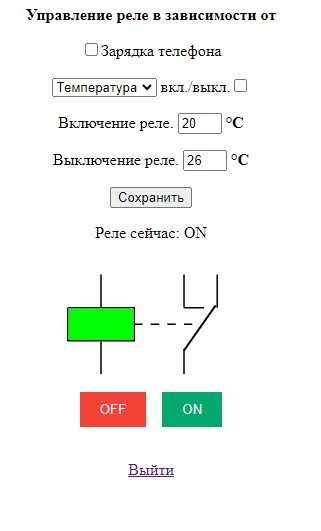 Управление реле в зависимости от
Зарядка телефона
Температура вкл./выкл.
Включение реле. 20 °C
Выключение реле. 26 °C
Сохранить
Реле сейчас: ON
OFF ON
Выйти